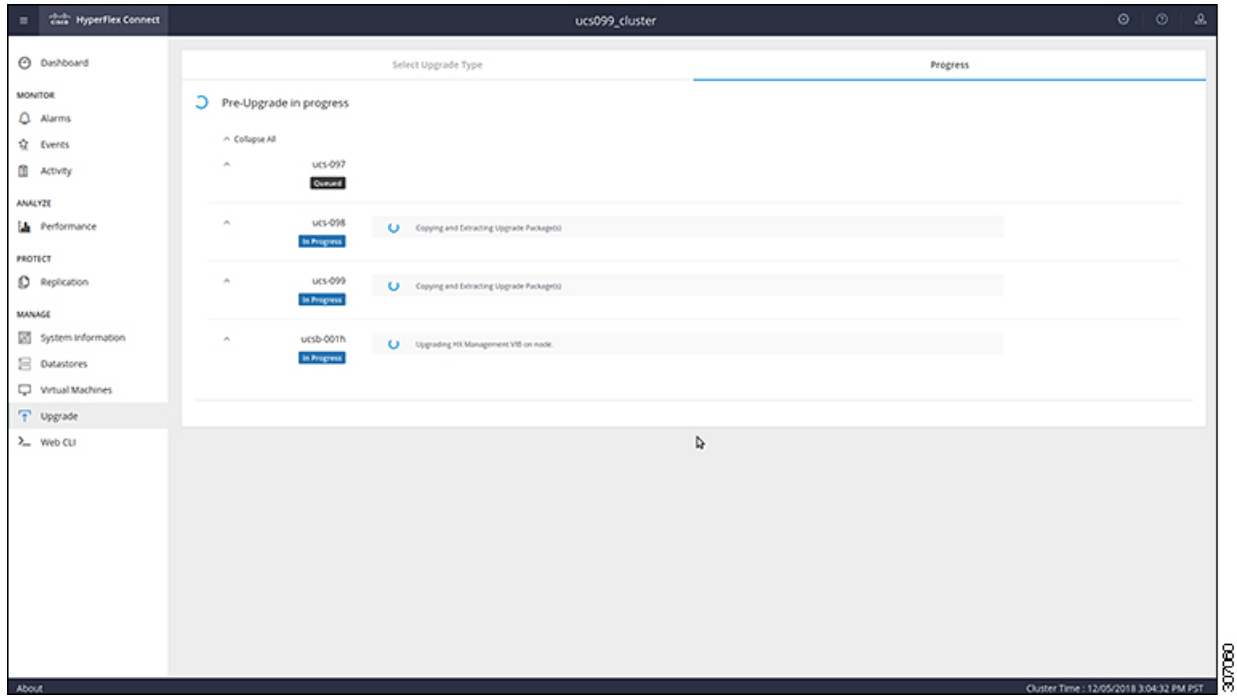 cisco HyperFlex Connect
ucs099_cluster
Dashboard
MONITOR
Alarms
Events
Activity
ANALYZE
Performance
PROTECT
Replication
MANAGE
System Information
Datastores
Virtual Machines
Upgrade
Web CLI
Select Upgrade Type
Progress
Pre-Upgrade in progress
Collapse All
ucs-097
Queued
ucs-098
In Progress
Copying and Extracting Upgrade Package(s)
ucs-099
In Progress
Copying and Extracting Upgrade Package(s)
ucsb-001h
In Progress
Upgrading HX Management VIB on node.
About
Cluster Time : 12/05/2018 3:04:32 PM PST
307060